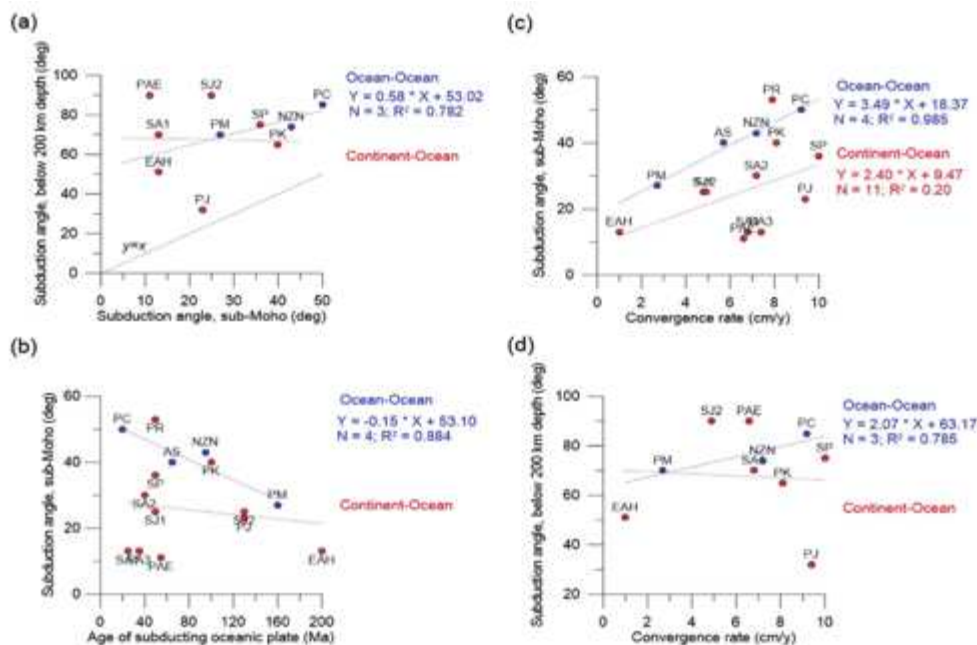 (a)
Subduction angle, below 200 km depth (deg)
100
80
60
40
20
0
0 10 20 30 40 50
Subduction angle, sub-Moho (deg)
PAE
SJ2
PC
SA1
PM
SP
NZN
PK
EAH
PJ
y=x
Ocean-Ocean
Y = 0.58 * X + 53.02
N = 3; R² = 0.782
Continent-Ocean
(c)
Subduction angle, sub-Moho (deg)
60
40
20
0
0 2 4 6 8 10
Convergence rate (cm/y)
PR
PC
AS
NZN
PK
SP
PM
SA2
PJ
EAH
SA3
Ocean-Ocean
Y = 3.49 * X + 18.37
N = 4; R² = 0.985
Continent-Ocean
Y = 2.40 * X + 9.47
N = 11; R² = 0.20
(b)
Subduction angle, sub-Moho (deg)
60
40
20
0
0 40 80 120 160 200
Age of subducting oceanic plate (Ma)
PC
PR
AS
NZN
PK
SP
PM
SA2
SJ1
SJ2
PJ
SA3
PAE
EAH
Ocean-Ocean
Y = -0.15 * X + 53.10
N = 4; R² = 0.884
Continent-Ocean
(d)
Subduction angle, below 200 km depth (deg)
100
80
60
40
20
0 2 4 6 8 10
Convergence rate (cm/y)
SJ2
PAE
PC
PM
NZN
SP
PK
EAH
PJ
Ocean-Ocean
Y = 2.07 * X + 63.17
N = 3; R² = 0.785
Continent-Ocean